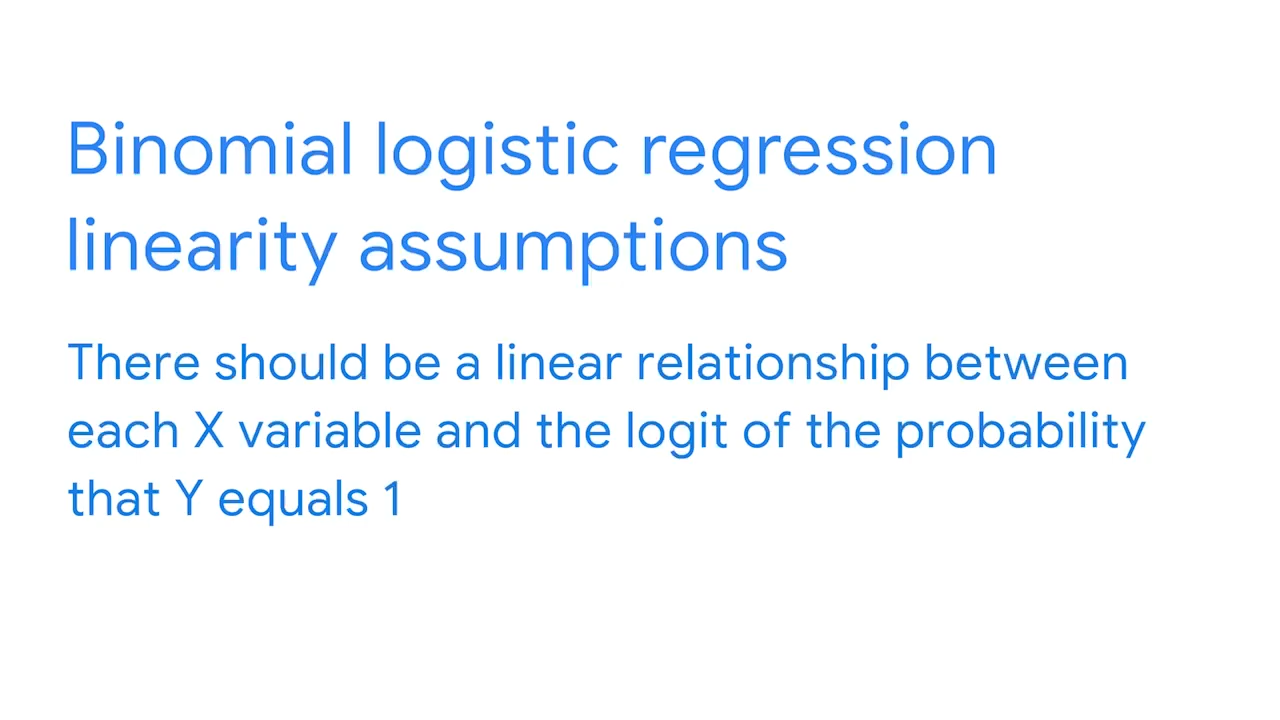 Binomial logistic regression
linearity assumptions
There should be a linear relationship between
each X variable and the logit of the probability
that Y equals 1